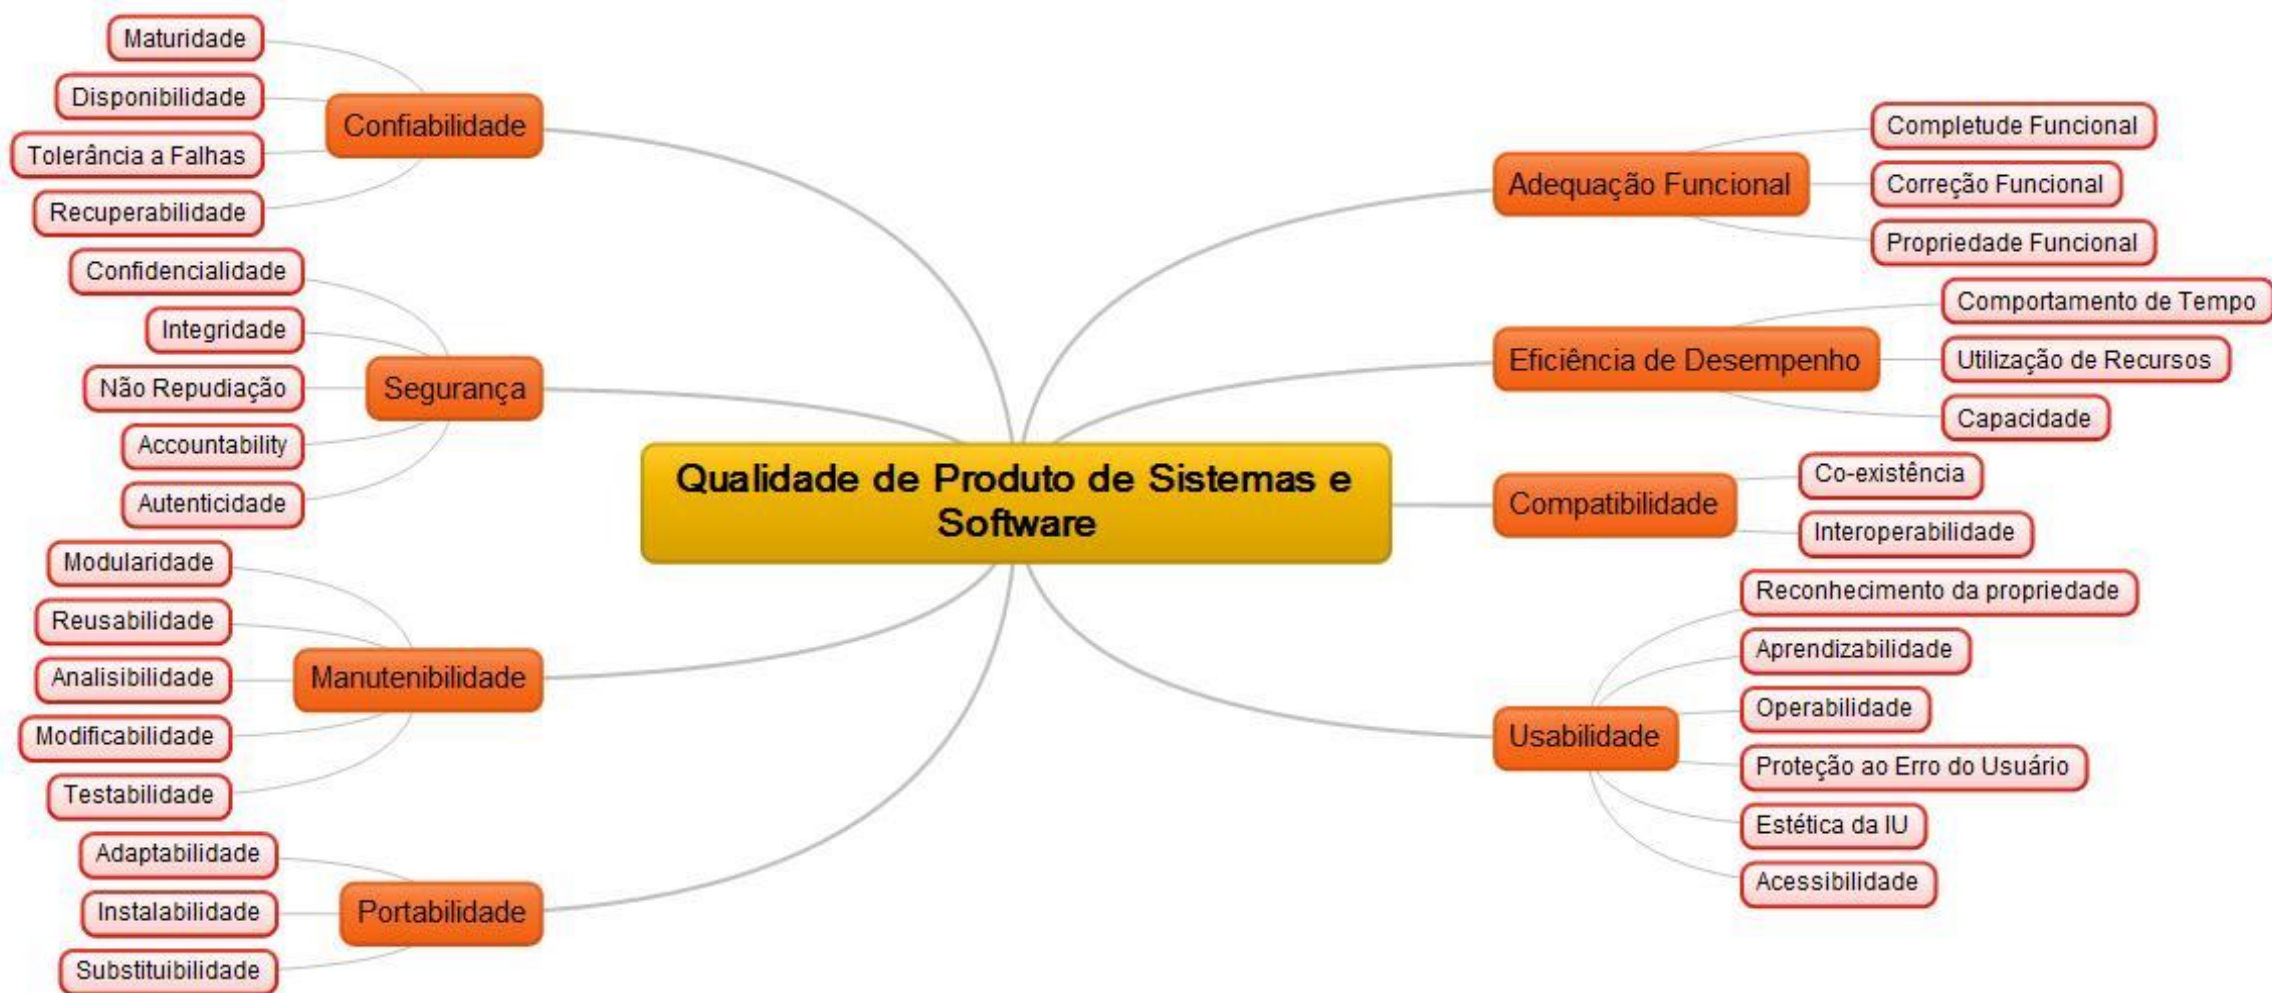 Qualidade de Produto de Sistemas e
Software
Confiabilidade
Maturidade
Disponibilidade
Tolerância a Falhas
Recuperabilidade
Segurança
Confidencialidade
Integridade
Não Repudiação
Accountability
Autenticidade
Manutenibilidade
Modularidade
Reusabilidade
Analisibilidade
Modificabilidade
Testabilidade
Portabilidade
Adaptabilidade
Instalabilidade
Substituibilidade
Adequação Funcional
Completude Funcional
Correção Funcional
Propriedade Funcional
Eficiência de Desempenho
Comportamento de Tempo
Utilização de Recursos
Capacidade
Compatibilidade
Co-existência
Interoperabilidade
Usabilidade
Reconhecimento da propriedade
Aprendizabilidade
Operabilidade
Proteção ao Erro do Usuário
Estética da IU
Acessibilidade